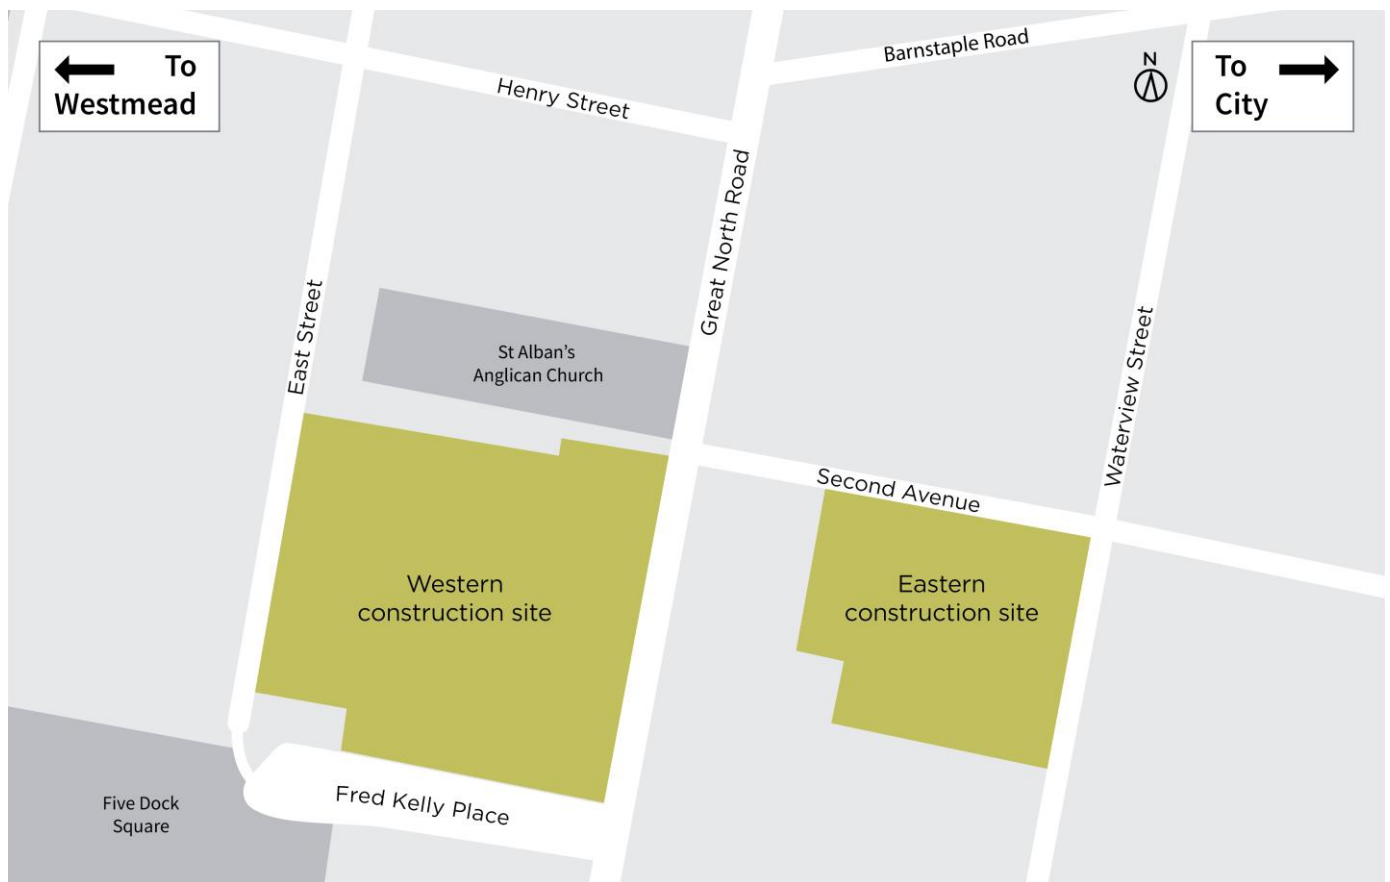 To
Westmead
Henry Street
Barnstaple Road
N
To
City
Great North Road
East Street
St Alban's
Anglican Church
Waterview Street
Second Avenue
Western
construction site
Eastern
construction site
Five Dock
Square
Fred Kelly Place